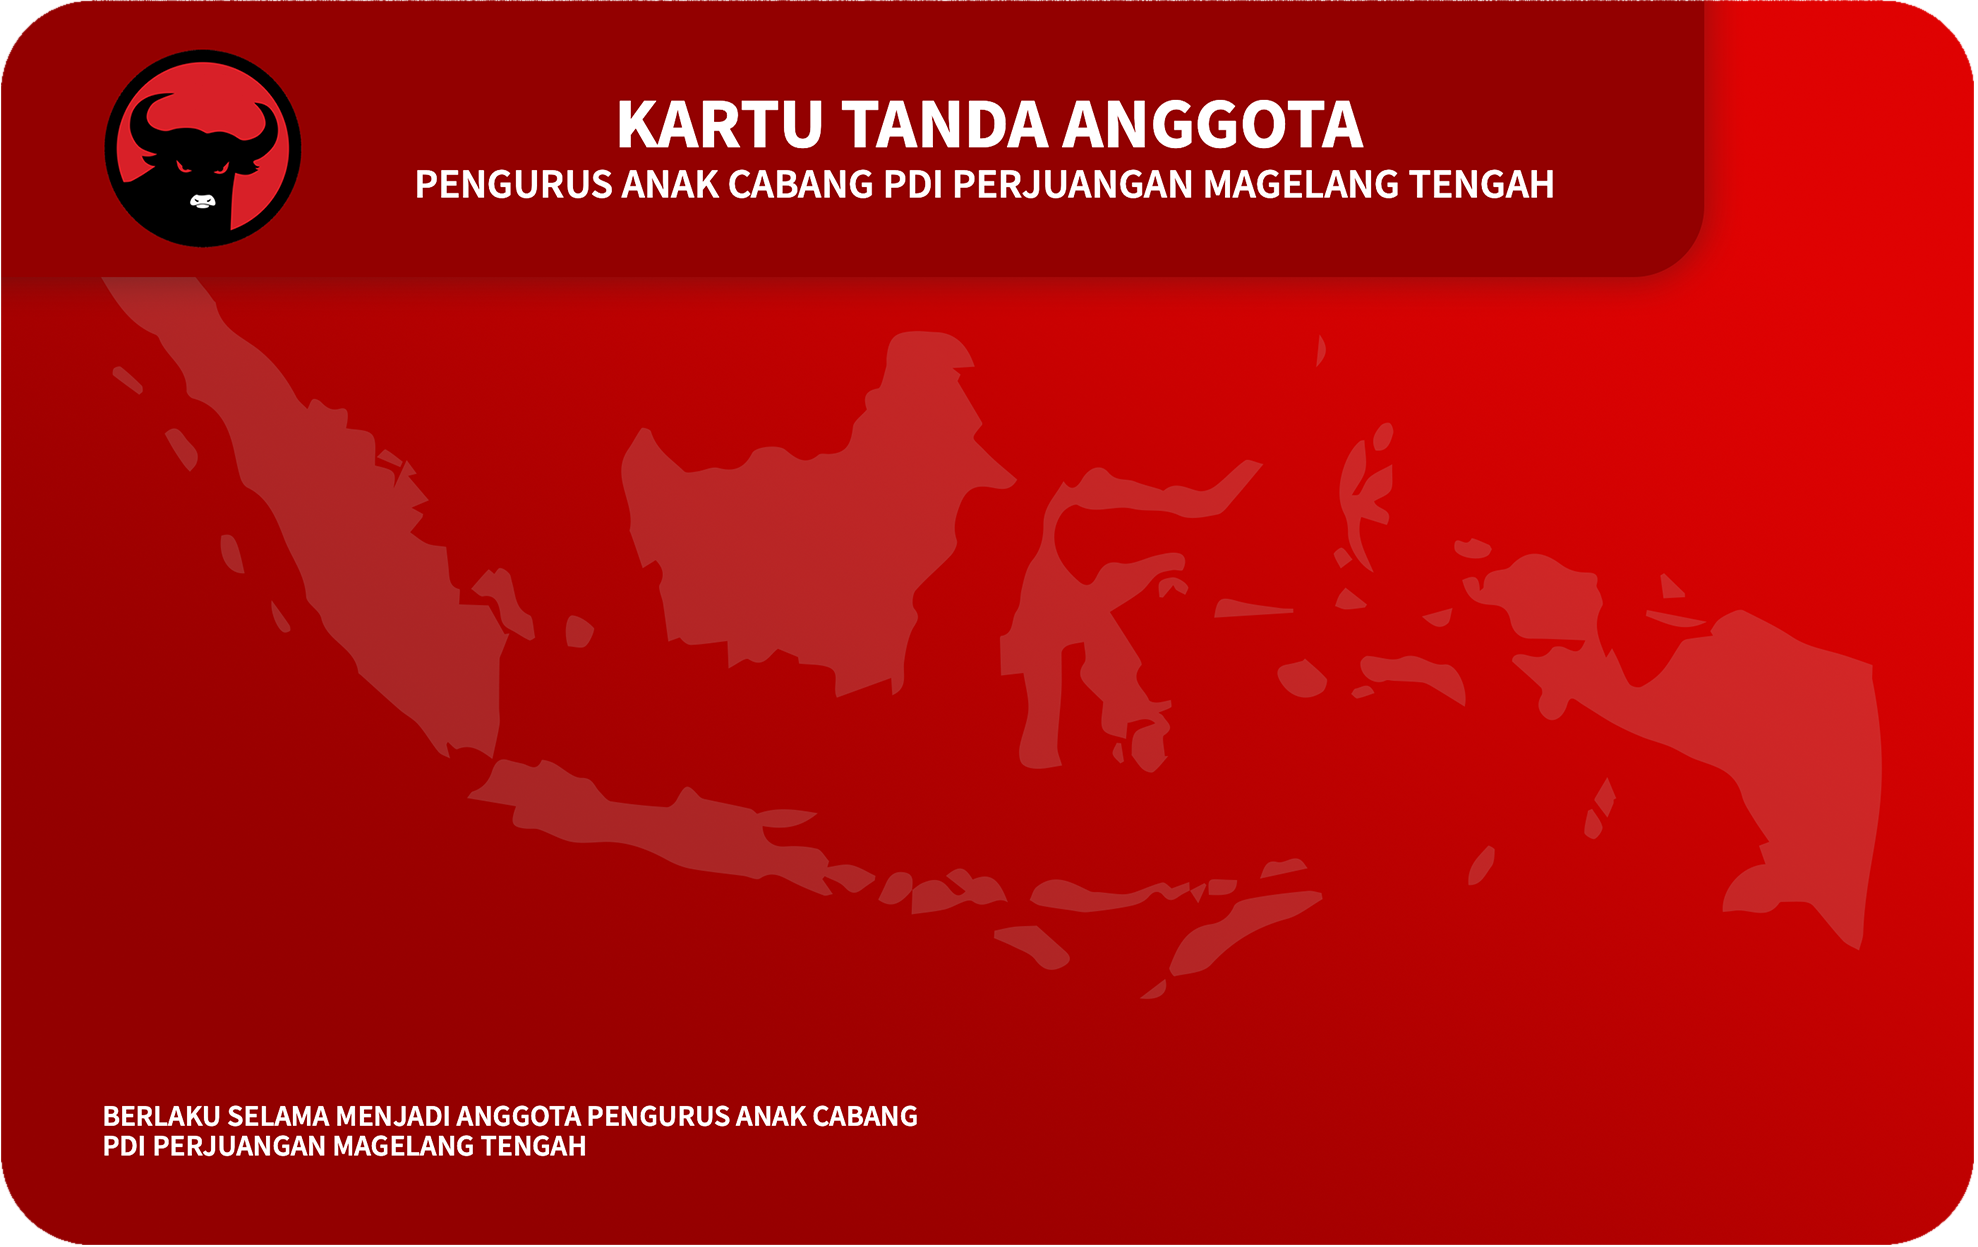 KARTU TANDA ANGGOTA
PENGURUS ANAK CABANG PDI PERJUANGAN MAGELANG TENGAH
BERLAKU SELAMA MENJADI ANGGOTA PENGURUS ANAK CABANG
PDI PERJUANGAN MAGELANG TENGAH